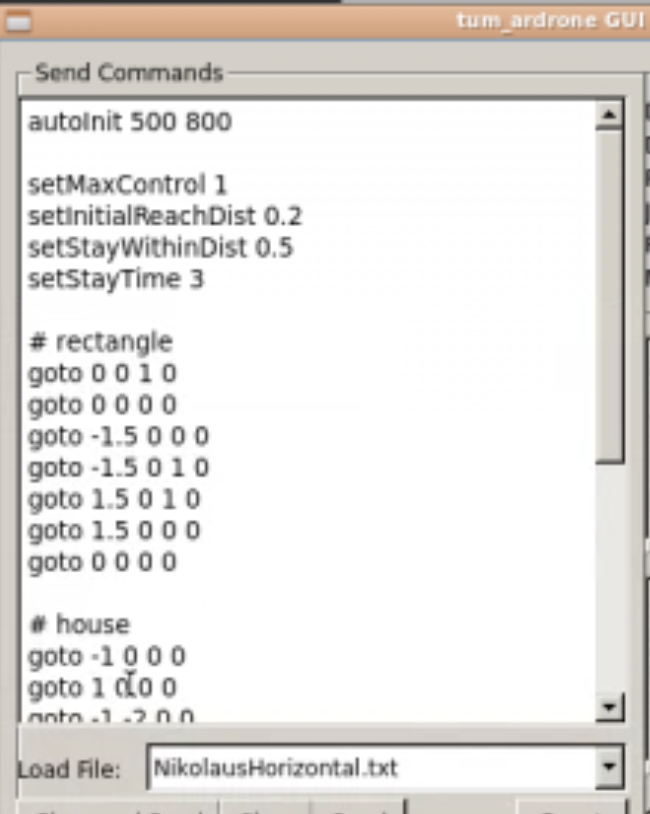 tum_ardrone GUI
Send Commands
autoInit 500 800
setMaxControl 1
setInitialReachDist 0.2
setStayWithinDist 0.5
setStayTime 3
# rectangle
goto 0 0 1 0
goto 0 0 0 0
goto -1.5 0 0 0
goto -1.5 0 1 0
goto 1.5 0 1 0
goto 1.5 0 0 0
goto 0 0 0 0
# house
goto -1 0 0 0
goto 1 0 0 0
goto -1 -2 0 0
Load File: NikolausHorizontal.txt